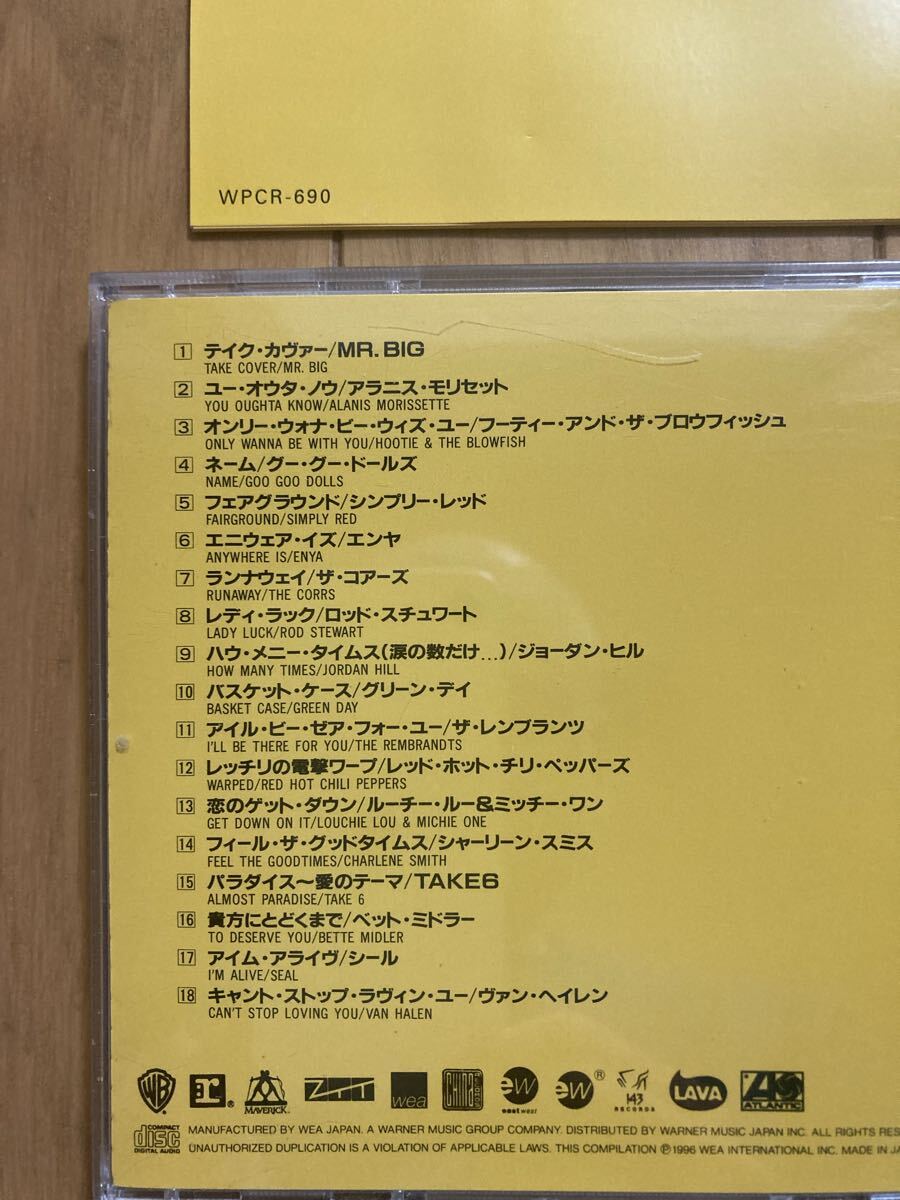 WPCR-690
1 テイク・カヴァー/MR. BIG
TAKE COVER/MR. BIG
2 ユー・オウタ・ノウ/アラニス・モリセット
YOU OUGHTA KNOW/ALANIS MORISSETTE
3 オンリー・ウォナ・ビー・ウィズ・ユー/フーティー・アンド・ザ・ブロウフィッシュ
ONLY WANNA BE WITH YOU/HOOTIE & THE BLOWFISH
4 ネーム/グー・グー・ドールズ
NAME/GOO GOO DOLLS
5 フェアグラウンド/シンプリー・レッド
FAIRGROUND/SIMPLY RED
6 エニウェア・イズ/エンヤ
ANYWHERE IS/ENYA
7 ランナウェイ/ザ・コアーズ
RUNAWAY/THE CORRS
8 レディ・ラック/ロッド・スチュワート
LADY LUCK/ROD STEWART
9 ハウ・メニー・タイムス(涙の数だけ…)/ジョーダン・ヒル
HOW MANY TIMES/JORDAN HILL
10 バスケット・ケース/グリーン・デイ
BASKET CASE/GREEN DAY
11 アイル・ビー・ゼア・フォー・ユー/ザ・レンブランツ
I'LL BE THERE FOR YOU/THE REMBRANDTS
12 レッチリの電撃ワープ/レッド・ホット・チリ・ペッパーズ
WARPED/RED HOT CHILI PEPPERS
13 恋のゲット・ダウン/ルーチー・ルー&ミッチー・ワン
GET DOWN ON IT/LOUCHIE LOU & MICHIE ONE
14 フィール・ザ・グッドタイムス/シャーリーン・スミス
FEEL THE GOODTIMES/CHARLENE SMITH
15 パラダイス〜愛のテーマ/TAKE6
ALMOST PARADISE/TAKE 6
16 貴方にとどくまで/ベット・ミドラー
TO DESERVE YOU/BETTE MIDLER
17 アイム・アライヴ/シール
I'M ALIVE/SEAL
18 キャント・ストップ・ラヴィン・ユー/ヴァン・ヘイレン
CAN'T STOP LOVING YOU/VAN HALEN
WB r® MAVERICK ZTT wea CHINA ew east west ew® 143 RECORDS LAVA ATLANTIC
COMPACT disc DIGITAL AUDIO
MANUFACTURED BY WEA JAPAN. A WARNER MUSIC GROUP COMPANY. DISTRIBUTED BY WARNER MUSIC JAPAN INC. ALL RIGHTS
UNAUTHORIZED DUPLICATION IS A VIOLATION OF APPLICABLE LAWS. THIS COMPILATION ℗1996 WEA INTERNATIONAL INC. MADE IN